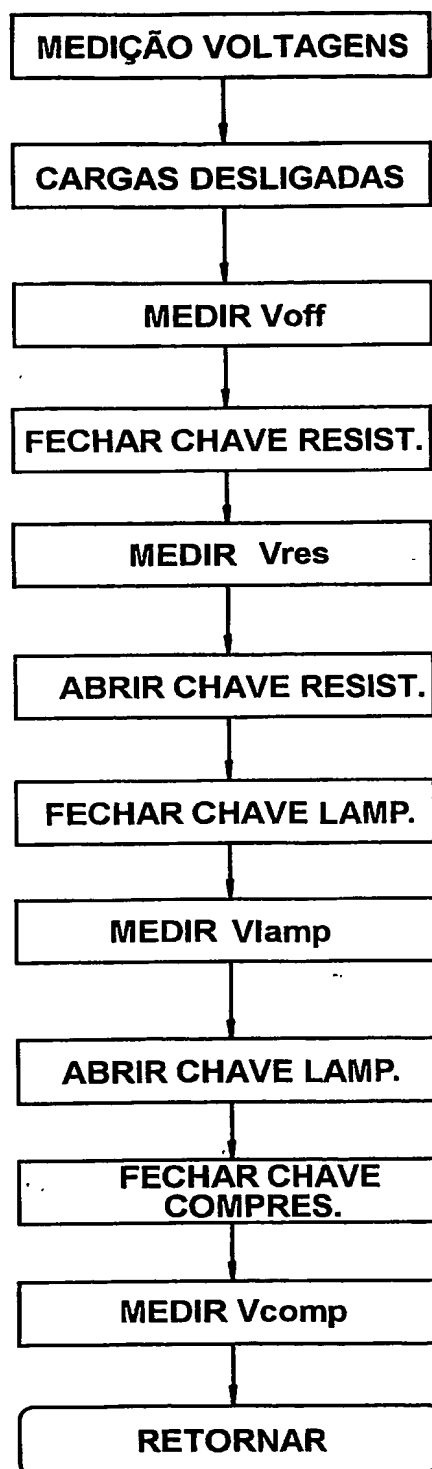 MEDIÇÃO VOLTAGENS
CARGAS DESLIGADAS
MEDIR Voff
FECHAR CHAVE RESIST.
MEDIR Vres
ABRIR CHAVE RESIST.
FECHAR CHAVE LAMP.
MEDIR Vlamp
ABRIR CHAVE LAMP.
FECHAR CHAVE
COMPRES.
MEDIR Vcomp
RETORNAR